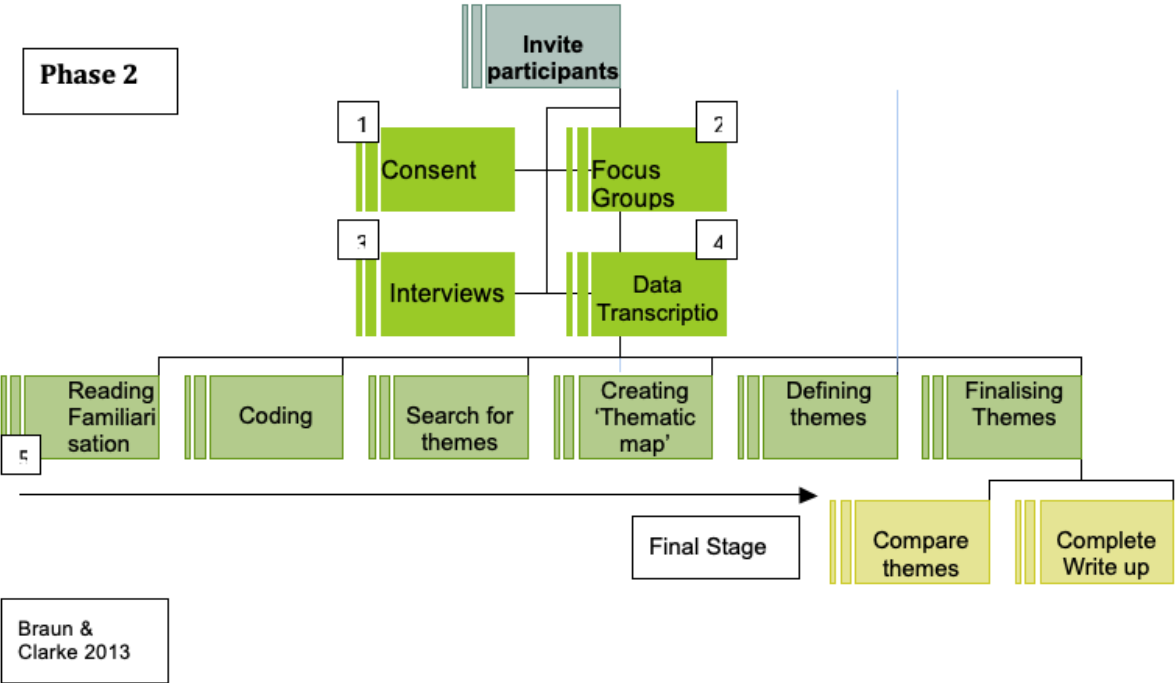 Invite
participants
Phase 2
1
Consent
2
Focus
Groups
3
Interviews
4
Data
Transcriptio
Reading
Familiari
sation
5
Coding
Search for
themes
Creating
‘Thematic
map’
Defining
themes
Finalising
Themes
Final Stage
Compare
themes
Complete
Write up
Braun &
Clarke 2013